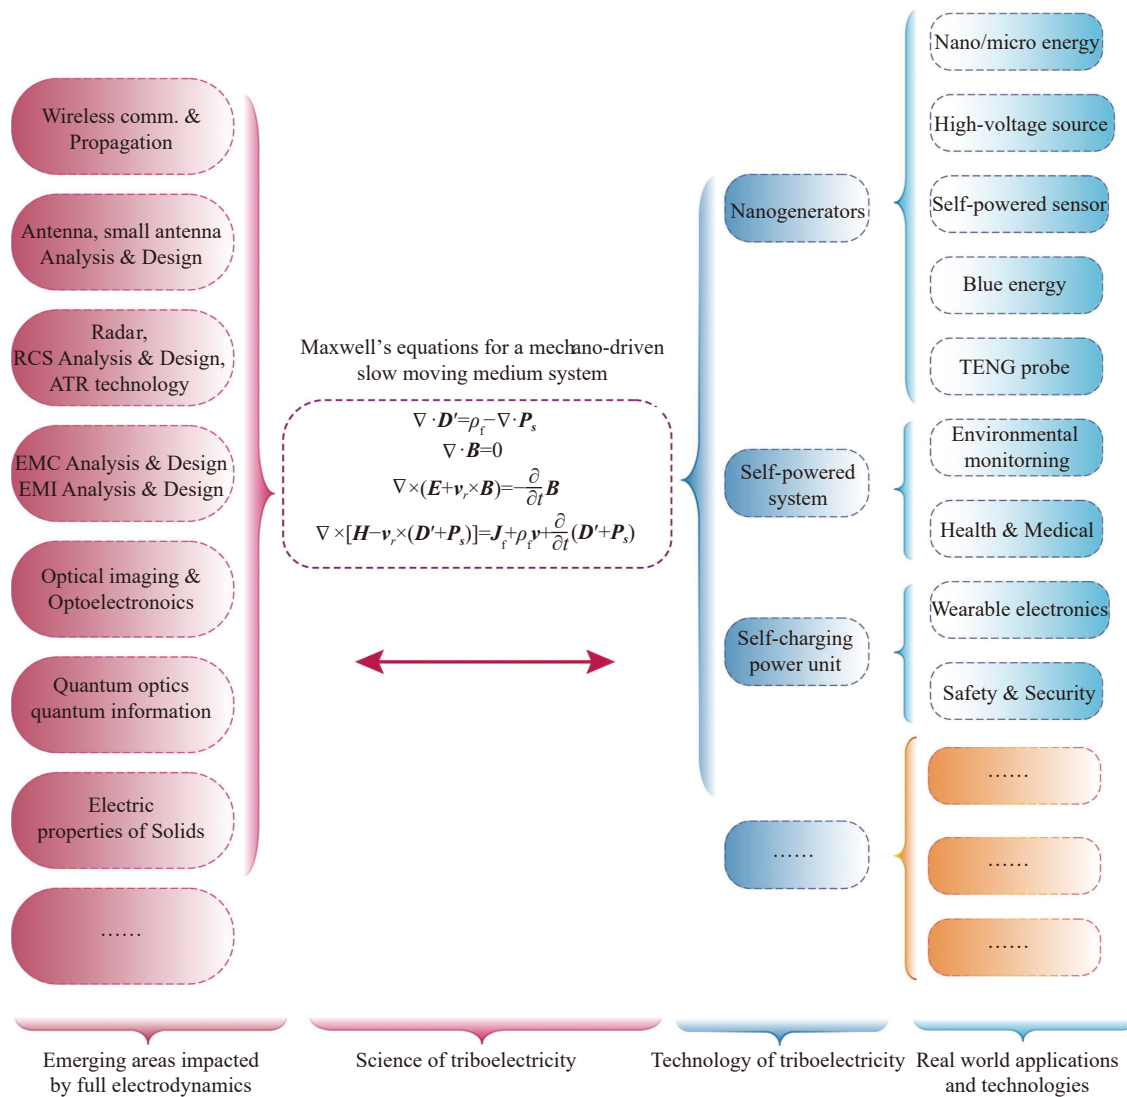 Wireless comm. &
Propagation
Antenna, small antenna
Analysis & Design
Radar,
RCS Analysis & Design,
ATR technology
EMC Analysis & Design
EMI Analysis & Design
Optical imaging &
Optoelectronoics
Quantum optics
quantum information
Electric
properties of Solids
……
Emerging areas impacted
by full electrodynamics
Maxwell's equations for a mechano-driven
slow moving medium system
∇·D′=ρf−∇·Ps
∇·B=0
∇×(E+vr×B)=−∂/∂t B
∇×[H−vr×(D′+Ps)]=Jf+ρfv+∂/∂t(D′+Ps)
Science of triboelectricity
Nanogenerators
Self-powered
system
Self-charging
power unit
……
Technology of triboelectricity
Nano/micro energy
High-voltage source
Self-powered sensor
Blue energy
TENG probe
Environmental
monitorning
Health & Medical
Wearable electronics
Safety & Security
……
……
……
Real world applications
and technologies